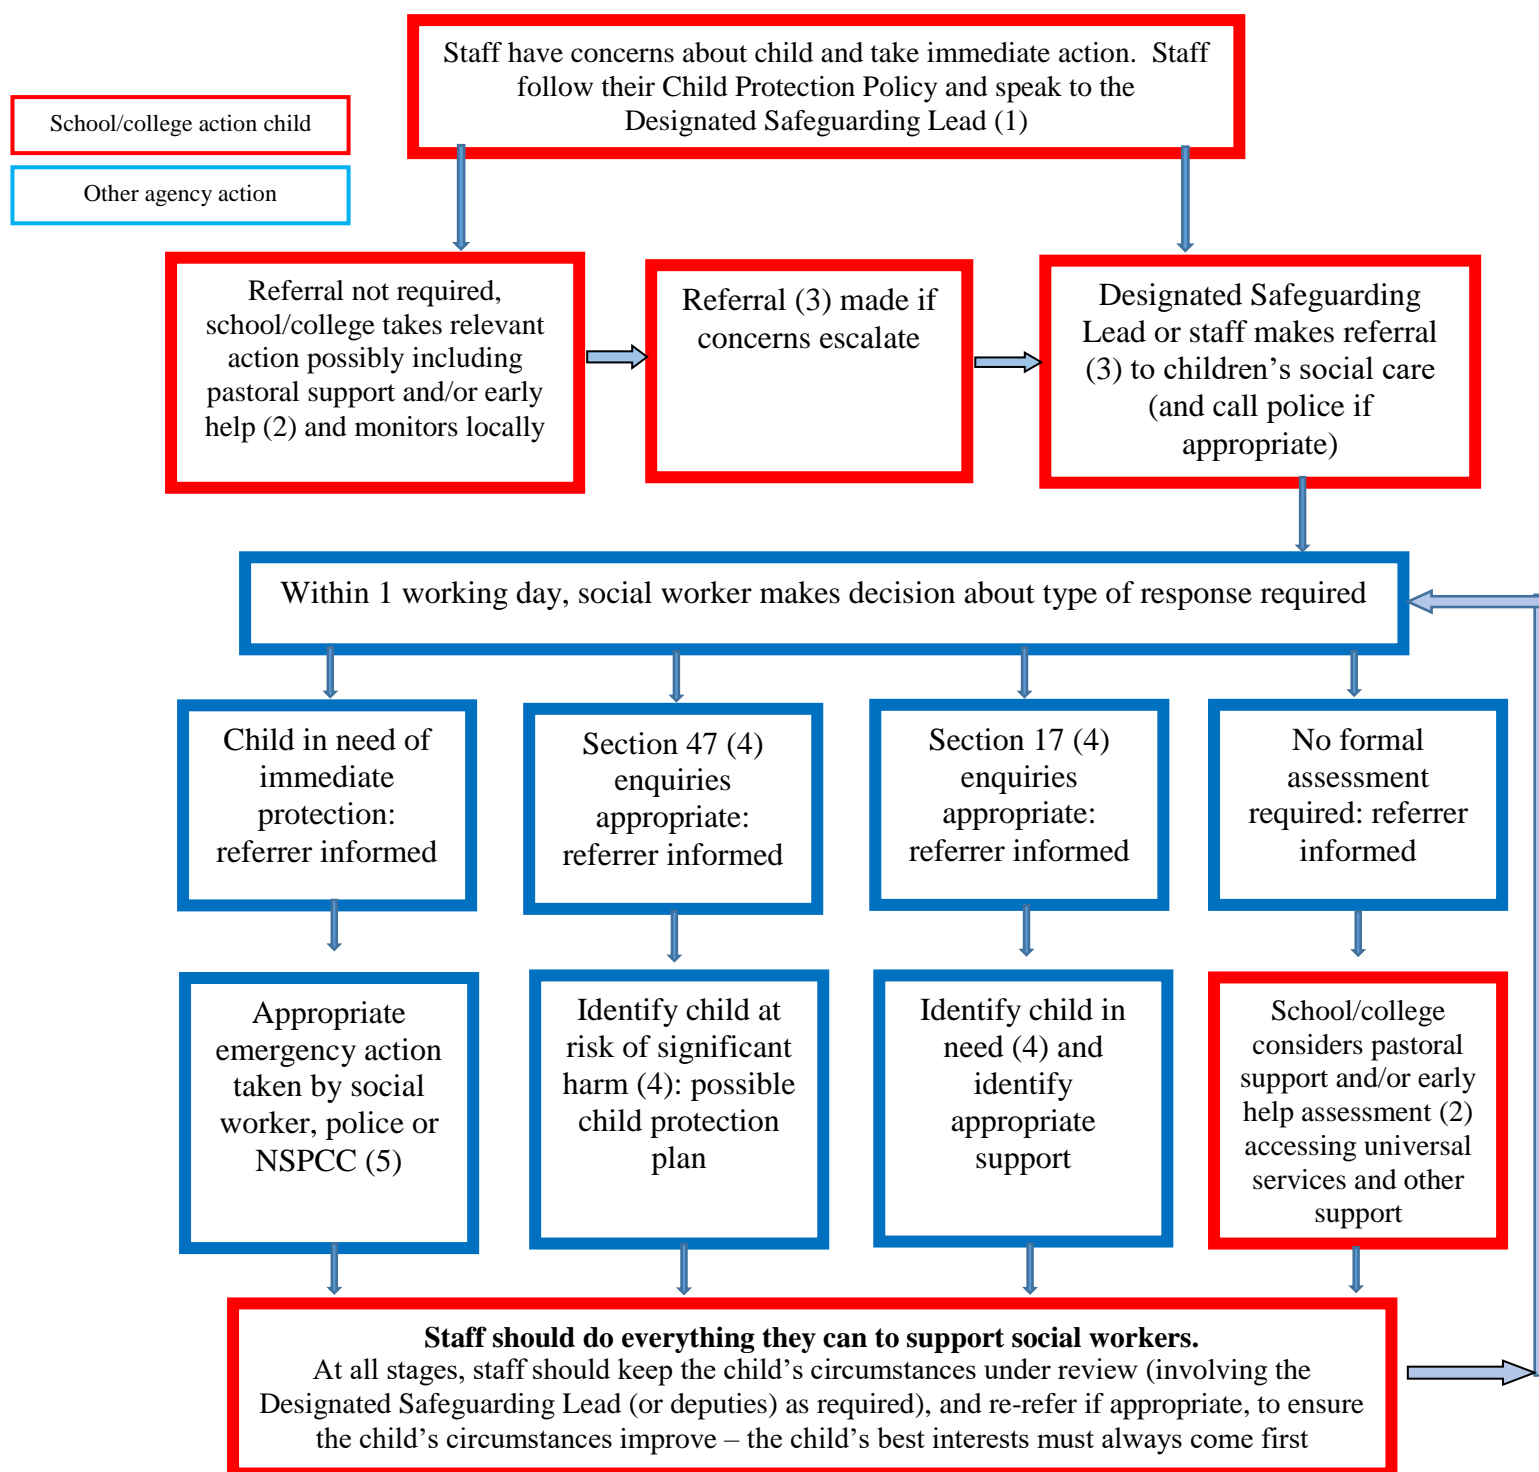 Staff have concerns about child and take immediate action.  Staff
follow their Child Protection Policy and speak to the
Designated Safeguarding Lead (1)
School/college action child
Other agency action
Referral not required,
school/college takes relevant
action possibly including
pastoral support and/or early
help (2) and monitors locally
Referral (3) made if
concerns escalate
Designated Safeguarding
Lead or staff makes referral
(3) to children’s social care
(and call police if
appropriate)
Within 1 working day, social worker makes decision about type of response required
Child in need of
immediate
protection:
referrer informed
Section 47 (4)
enquiries
appropriate:
referrer informed
Section 17 (4)
enquiries
appropriate:
referrer informed
No formal
assessment
required: referrer
informed
Appropriate
emergency action
taken by social
worker, police or
NSPCC (5)
Identify child at
risk of significant
harm (4): possible
child protection
plan
Identify child in
need (4) and
identify
appropriate
support
School/college
considers pastoral
support and/or early
help assessment (2)
accessing universal
services and other
support
Staff should do everything they can to support social workers.
At all stages, staff should keep the child’s circumstances under review (involving the
Designated Safeguarding Lead (or deputies) as required), and re-refer if appropriate, to ensure
the child’s circumstances improve – the child’s best interests must always come first